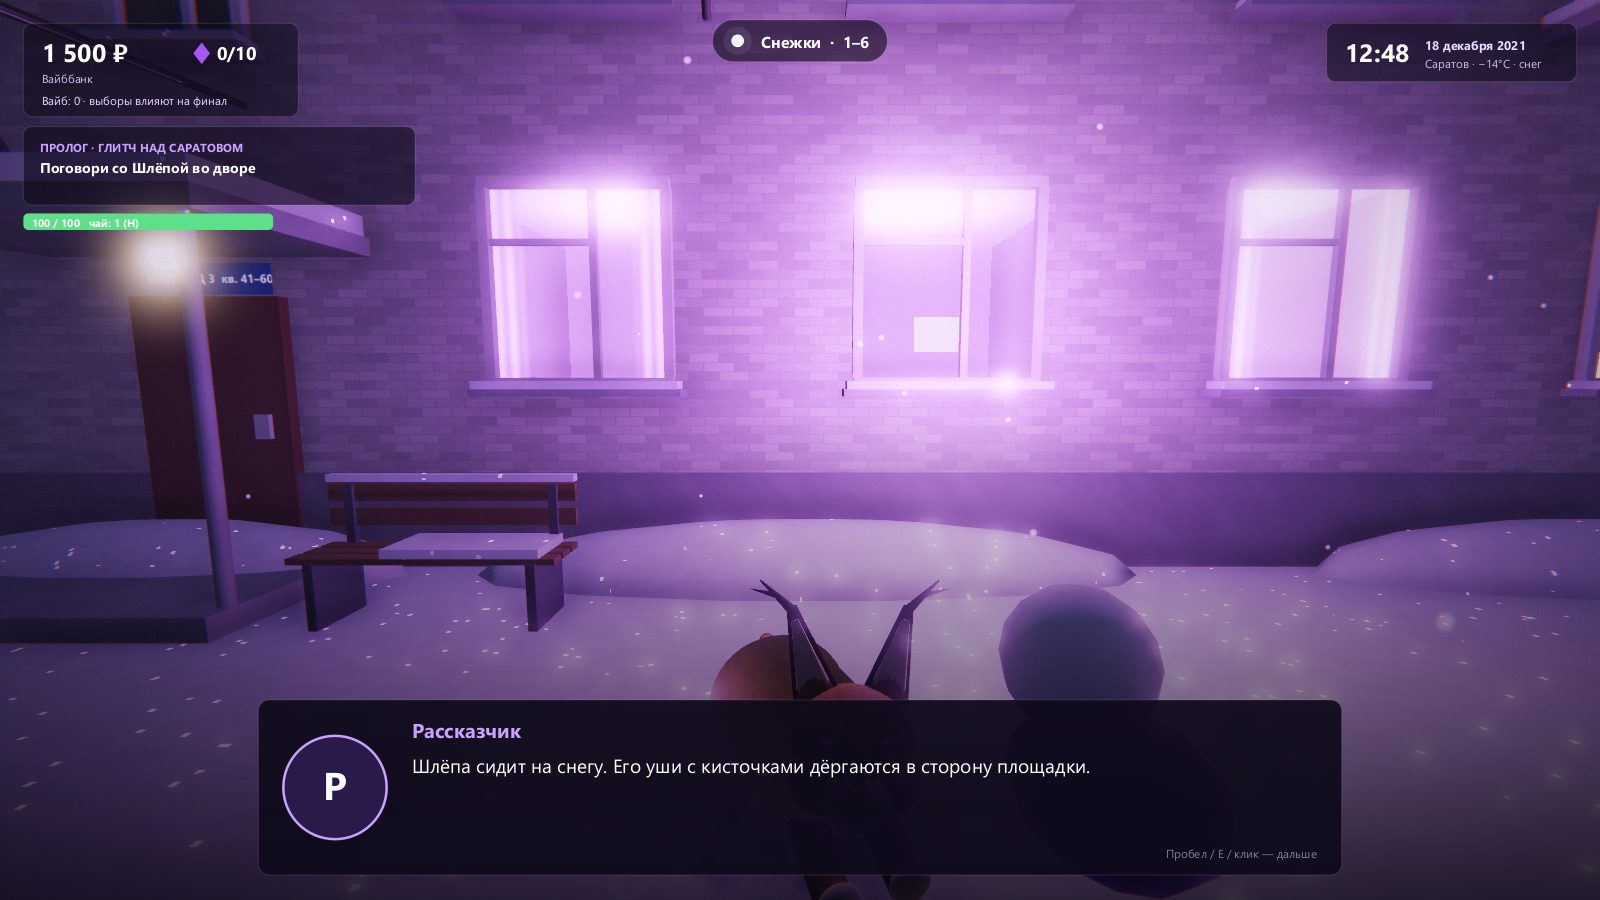 1 500 ₽
0/10
Вайббанк
Вайб: 0 · выборы влияют на финал
ПРОЛОГ · ГЛИТЧ НАД САРАТОВОМ
Поговори со Шлёпой во дворе
100 / 100 чай: 1 (H)
Снежки · 1–6
12:48
18 декабря 2021
Саратов · −14°C · снег
3 кв. 41–60
Рассказчик
Р
Шлёпа сидит на снегу. Его уши с кисточками дёргаются в сторону площадки.
Пробел / E / клик — дальше